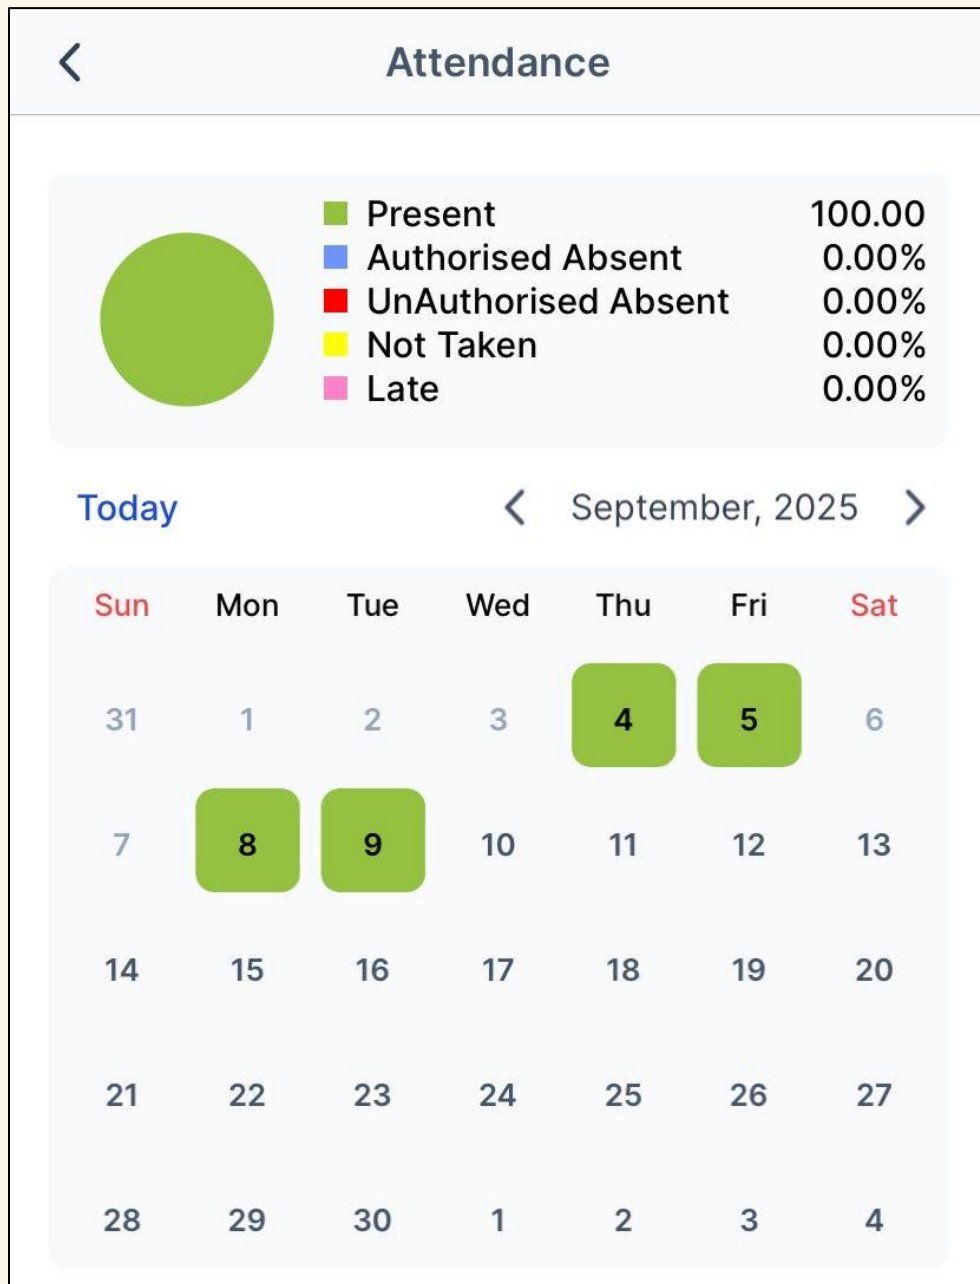 Attendance
Present 100.00
Authorised Absent 0.00%
UnAuthorised Absent 0.00%
Not Taken 0.00%
Late 0.00%
Today September, 2025
Sun Mon Tue Wed Thu Fri Sat
31 1 2 3 4 5 6
7 8 9 10 11 12 13
14 15 16 17 18 19 20
21 22 23 24 25 26 27
28 29 30 1 2 3 4